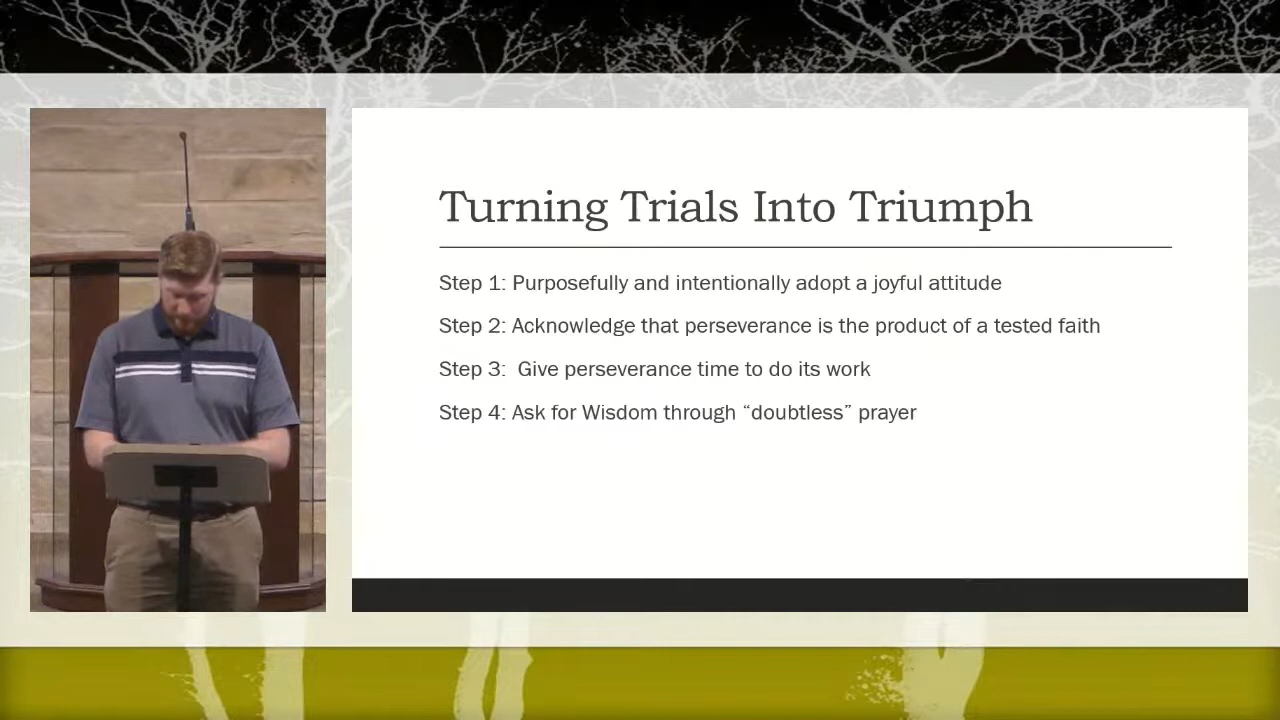 Turning Trials Into Triumph
Step 1: Purposefully and intentionally adopt a joyful attitude
Step 2: Acknowledge that perseverance is the product of a tested faith
Step 3:  Give perseverance time to do its work
Step 4: Ask for Wisdom through “doubtless” prayer